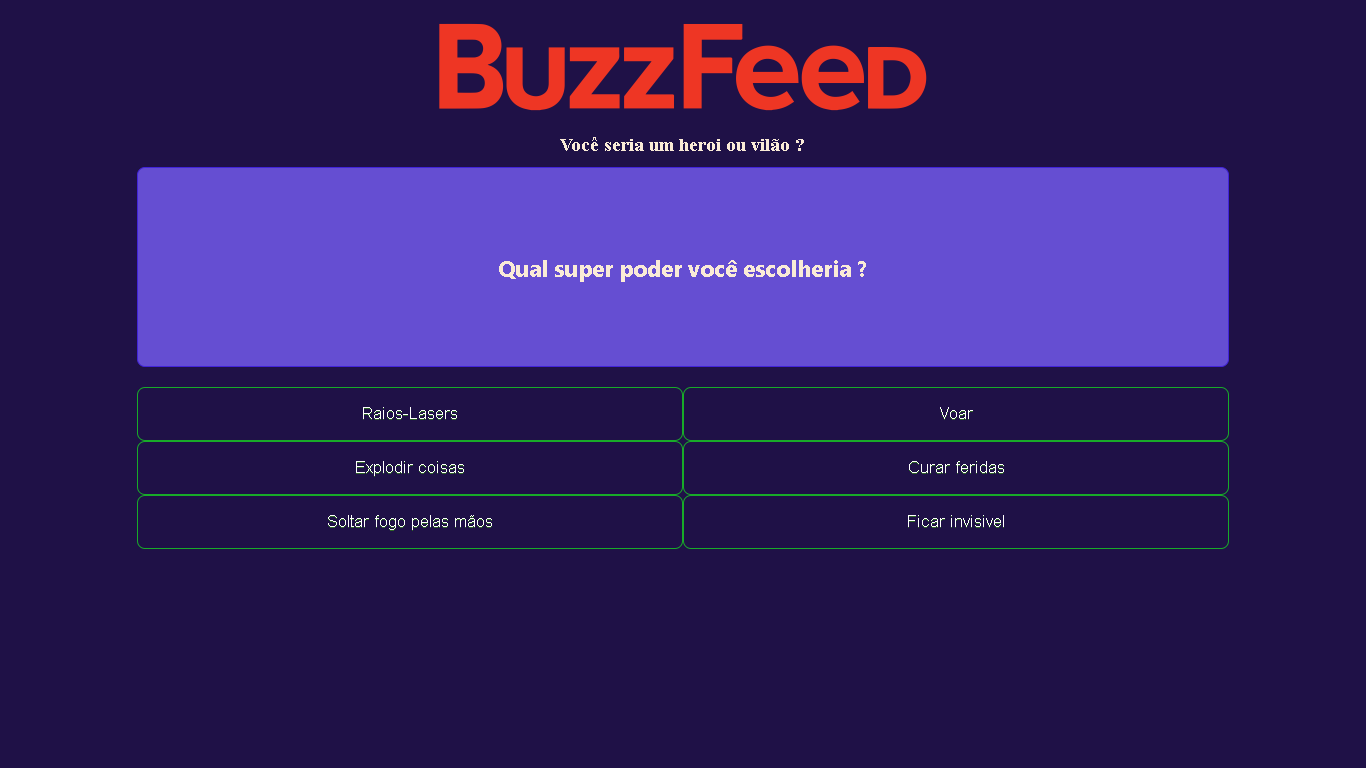 BuzzFeed
Você seria um heroi ou vilão ?
Qual super poder você escolheria ?
Raios-Lasers
Voar
Explodir coisas
Curar feridas
Soltar fogo pelas mãos
Ficar invisivel